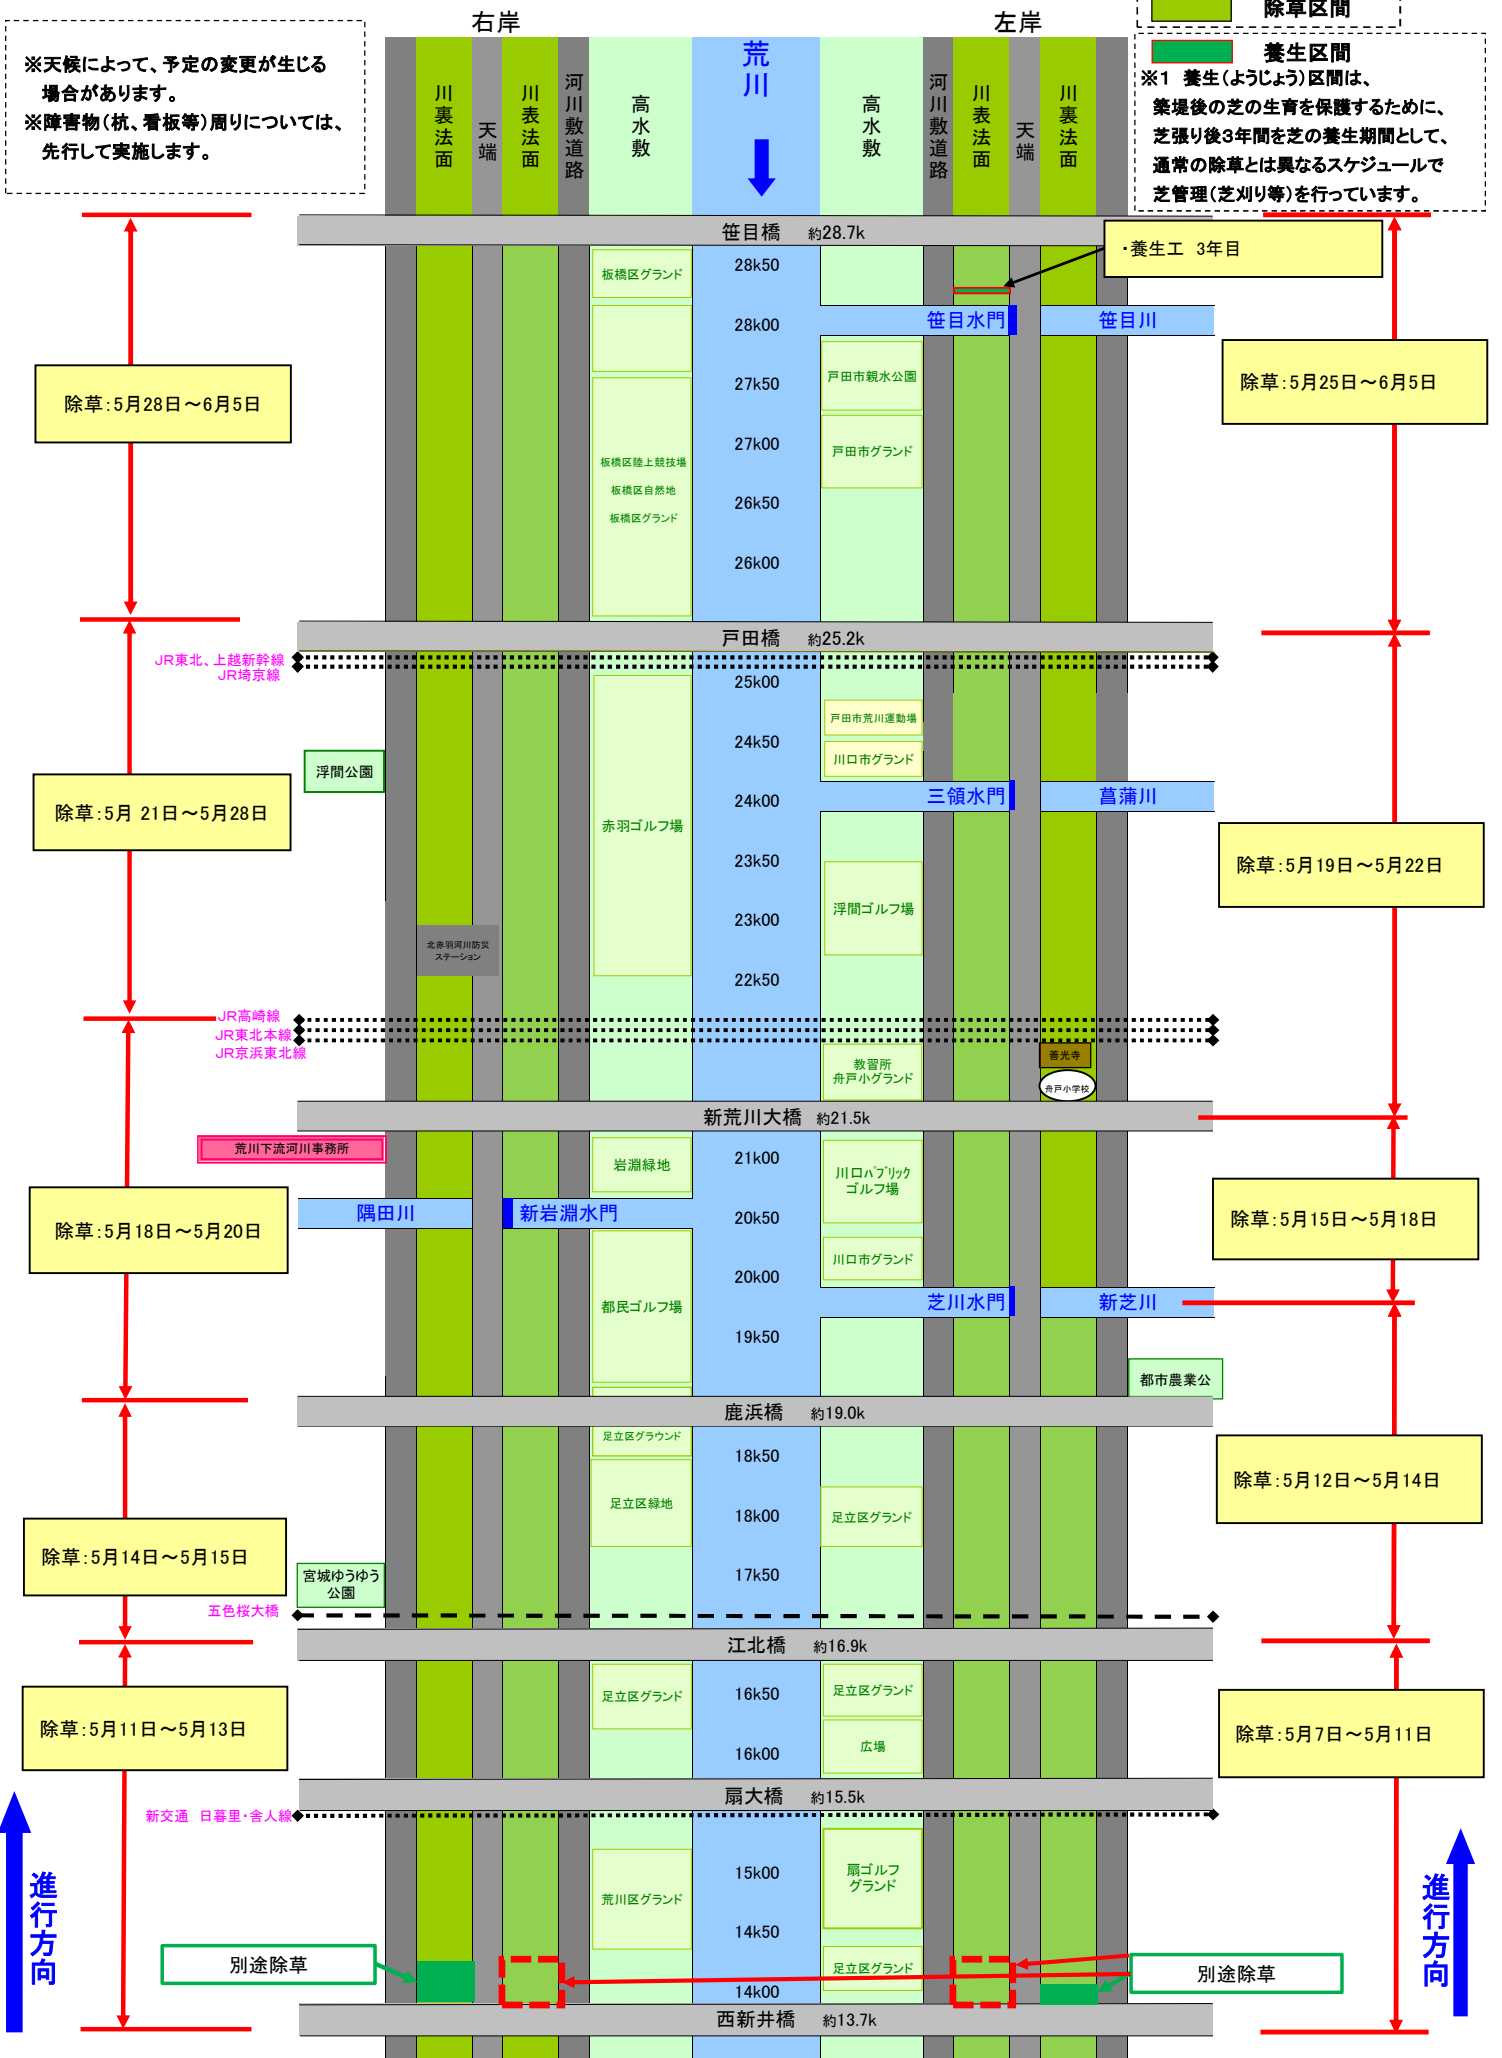 右岸
左岸
除草区間
養生区間
※1 養生(ようじょう)区間は、
築堤後の芝の生育を保護するために、
芝張り後3年間を芝の養生期間として、
通常の除草とは異なるスケジュールで
芝管理(芝刈り等)を行っています。
※天候によって、予定の変更が生じる
場合があります。
※障害物(杭、看板等)周りについては、
先行して実施します。
川裏法面
天端
川表法面
河川敷道路
高水敷
荒川
高水敷
河川敷道路
川表法面
天端
川裏法面
笹目橋 約28.7k
・養生工 3年目
板橋区グランド
28k50
28k00
笹目水門
笹目川
27k50
戸田市親水公園
除草:5月28日~6月5日
除草:5月25日~6月5日
27k00
戸田市グランド
板橋区陸上競技場
板橋区自然地
板橋区グランド
26k50
26k00
戸田橋 約25.2k
JR東北、上越新幹線
JR埼京線
25k00
戸田市荒川運動場
24k50
川口市グランド
浮間公園
24k00
三領水門
菖蒲川
除草:5月 21日~5月28日
赤羽ゴルフ場
23k50
除草:5月19日~5月22日
浮間ゴルフ場
23k00
北赤羽河川防災
ステーション
22k50
JR高崎線
JR東北本線
JR京浜東北線
教習所
舟戸小グランド
善光寺
舟戸小学校
新荒川大橋 約21.5k
荒川下流河川事務所
岩淵緑地
21k00
川口パブリック
ゴルフ場
隅田川
新岩淵水門
20k50
除草:5月18日~5月20日
除草:5月15日~5月18日
川口市グランド
20k00
都民ゴルフ場
芝川水門
新芝川
19k50
都市農業公
鹿浜橋 約19.0k
足立区グラウンド
18k50
除草:5月12日~5月14日
足立区緑地
18k00
足立区グランド
除草:5月14日~5月15日
17k50
宮城ゆうゆう
公園
五色桜大橋
江北橋 約16.9k
足立区グランド
16k50
足立区グランド
除草:5月11日~5月13日
除草:5月7日~5月11日
16k00
広場
扇大橋 約15.5k
新交通 日暮里・舎人線
15k00
扇ゴルフ
グランド
荒川区グランド
14k50
進行方向
進行方向
別途除草
足立区グランド
別途除草
14k00
西新井橋 約13.7k